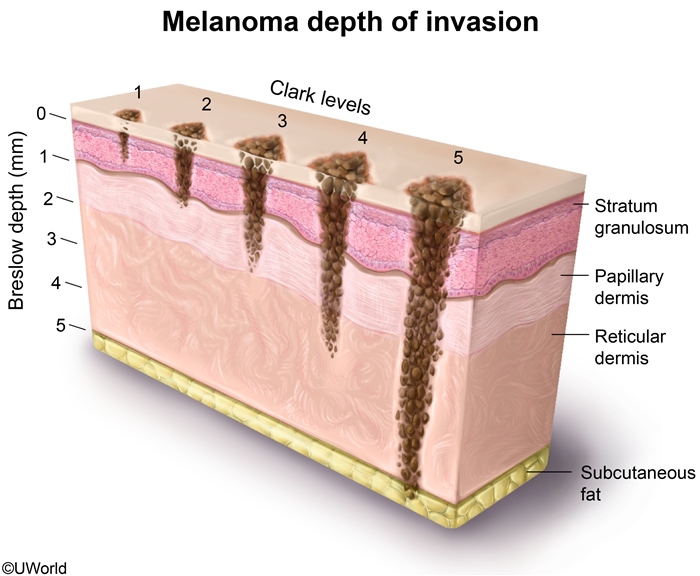 Melanoma depth of invasion
Clark levels
1
2
3
4
5
Breslow depth (mm)
0
1
2
3
4
5
Stratum
granulosum
Papillary
dermis
Reticular
dermis
Subcutaneous
fat
©UWorld